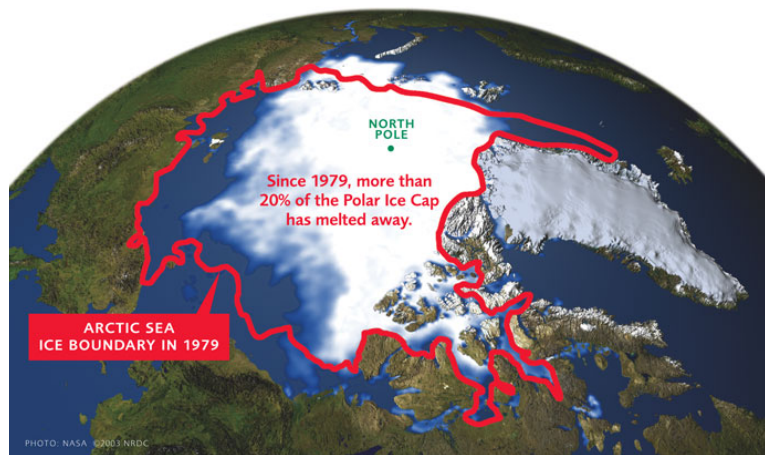 NORTH
POLE
Since 1979, more than
20% of the Polar Ice Cap
has melted away.
ARCTIC SEA
ICE BOUNDARY IN 1979
PHOTO: NASA ©2003 NRDC